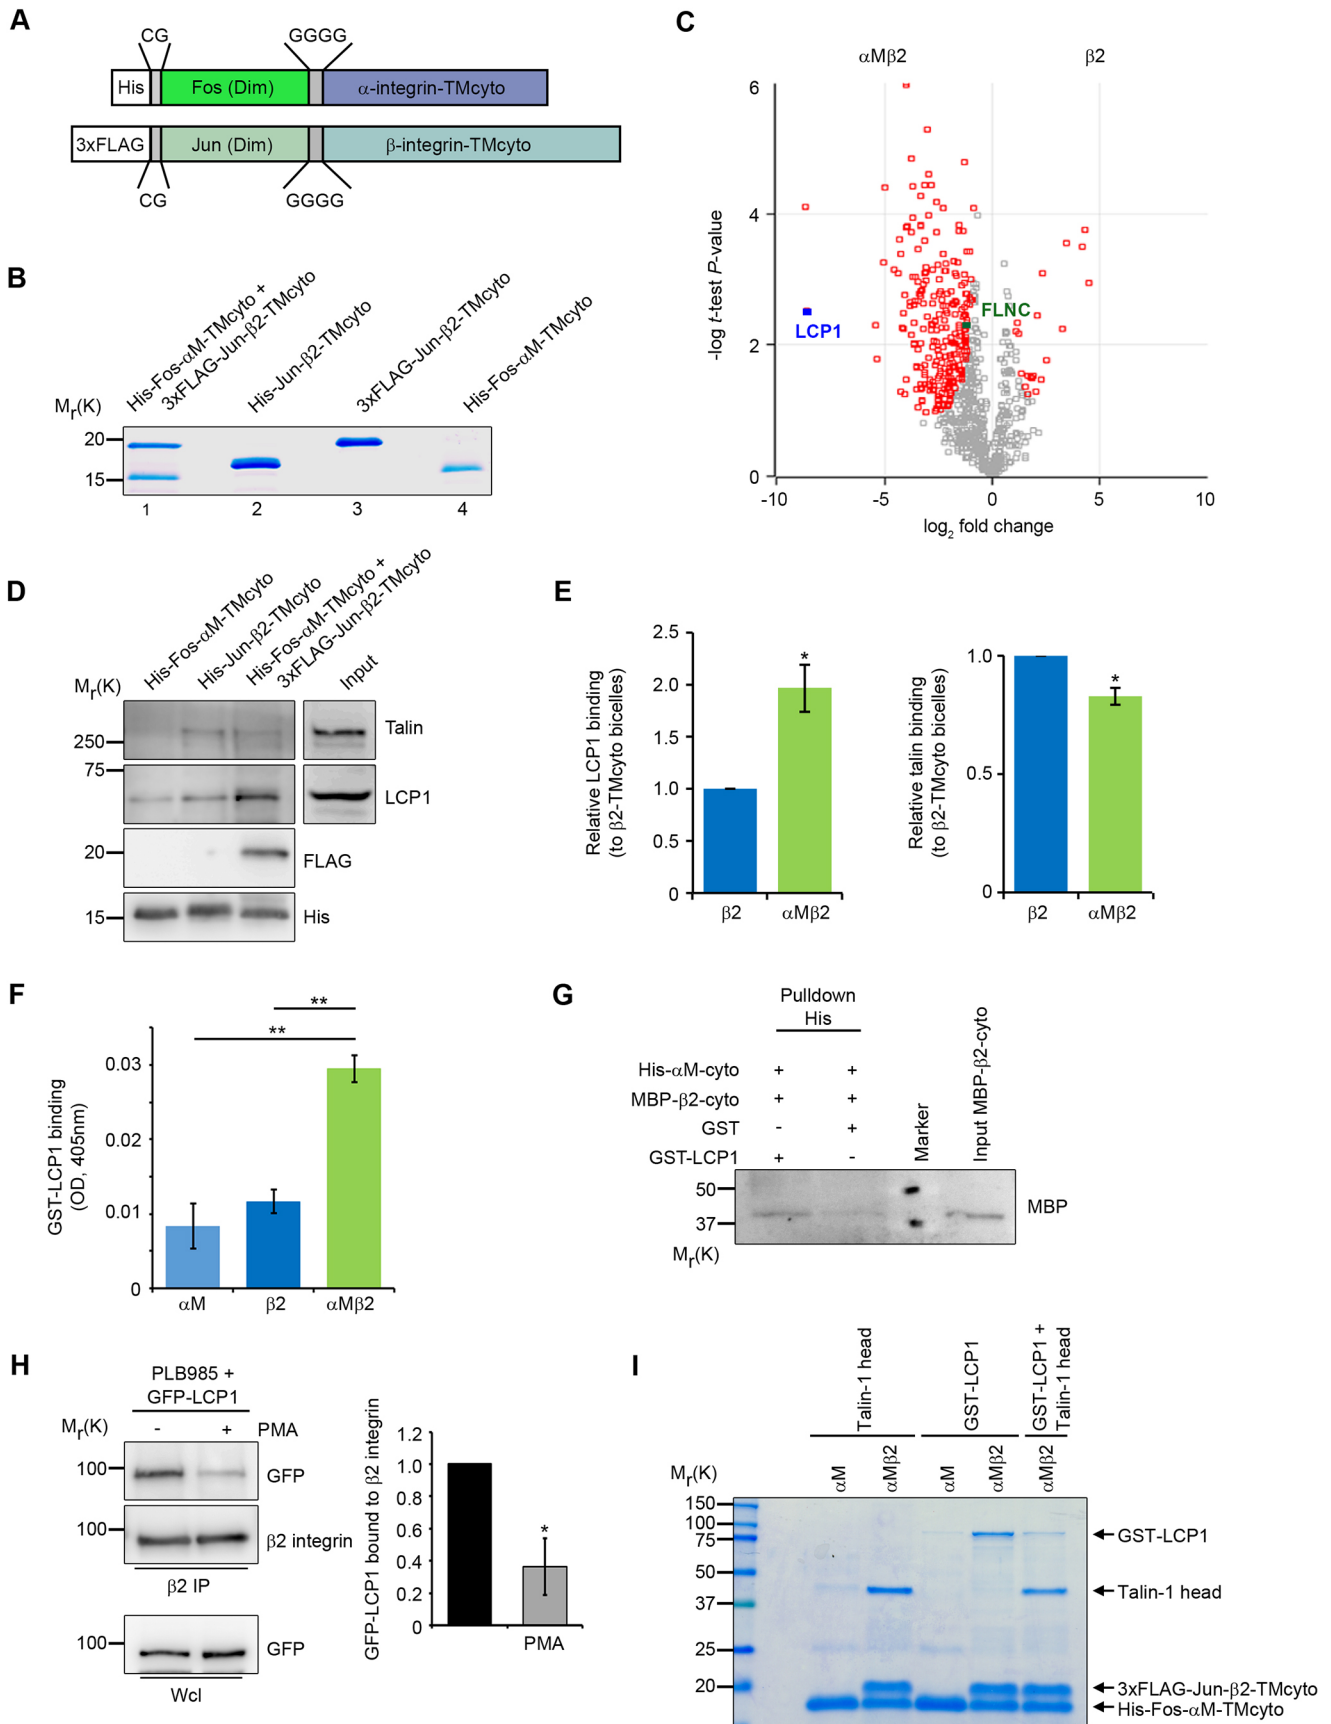 A
CG
GGGG
His
Fos (Dim)
α-integrin-TMcyto
3xFLAG
Jun (Dim)
β-integrin-TMcyto
CG
GGGG
B
His-Fos-αM-TMcyto +
3xFLAG-Jun-β2-TMcyto
His-Jun-β2-TMcyto
3xFLAG-Jun-β2-TMcyto
His-Fos-αM-TMcyto
Mr(K)
20
15
1 2 3 4
C
αMβ2
β2
6
4
2
0
-log t-test P-value
LCP1
FLNC
-10 -5 0 5 10
log2 fold change
D
His-Fos-αM-TMcyto
His-Jun-β2-TMcyto
His-Fos-αM-TMcyto +
3xFLAG-Jun-β2-TMcyto
Input
Mr(K)
250
Talin
75
LCP1
20
FLAG
15
His
E
Relative LCP1 binding
(to β2-TMcyto bicelles)
2.5
2.0
1.5
1.0
0.5
0
*
β2 αMβ2
Relative talin binding
(to β2-TMcyto bicelles)
1.0
0.5
0
*
β2 αMβ2
F
GST-LCP1 binding
(OD, 405nm)
0.03
0.02
0.01
0
**
**
αM β2 αMβ2
G
Pulldown
His
His-αM-cyto + +
MBP-β2-cyto + +
GST - +
GST-LCP1 + -
Marker
Input MBP-β2-cyto
50
37
MBP
Mr(K)
H
PLB985 +
GFP-LCP1
Mr(K)
- + PMA
100
GFP
100
β2 integrin
β2 IP
100
GFP
Wcl
GFP-LCP1 bound to β2 integrin
1.2
1.0
0.8
0.6
0.4
0.2
0
*
PMA
I
Talin-1 head
GST-LCP1
GST-LCP1 +
Talin-1 head
αM
αMβ2
αM
αMβ2
αMβ2
Mr(K)
150
100
75
50
37
25
20
GST-LCP1
Talin-1 head
3xFLAG-Jun-β2-TMcyto
His-Fos-αM-TMcyto